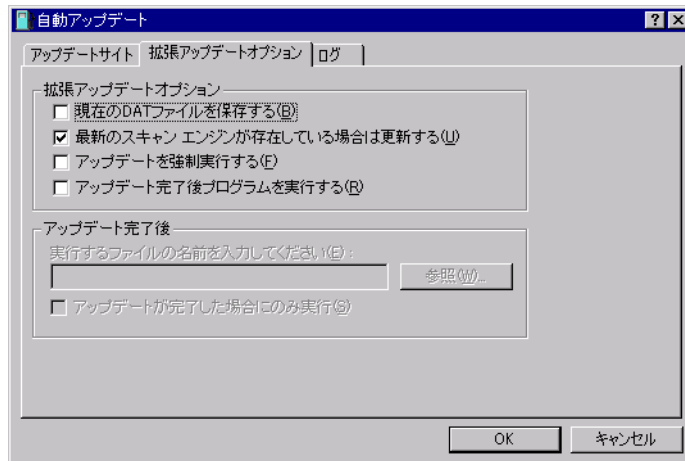 自動アップデート
アップデートサイト 拡張アップデートオプション ログ
拡張アップデートオプション
現在のDATファイルを保存する(B)
最新のスキャン エンジンが存在している場合は更新する(U)
アップデートを強制実行する(F)
アップデート完了後プログラムを実行する(R)
アップデート完了後
実行するファイルの名前を入力してください(E):
参照(W)...
アップデートが完了した場合にのみ実行(S)
OK キャンセル